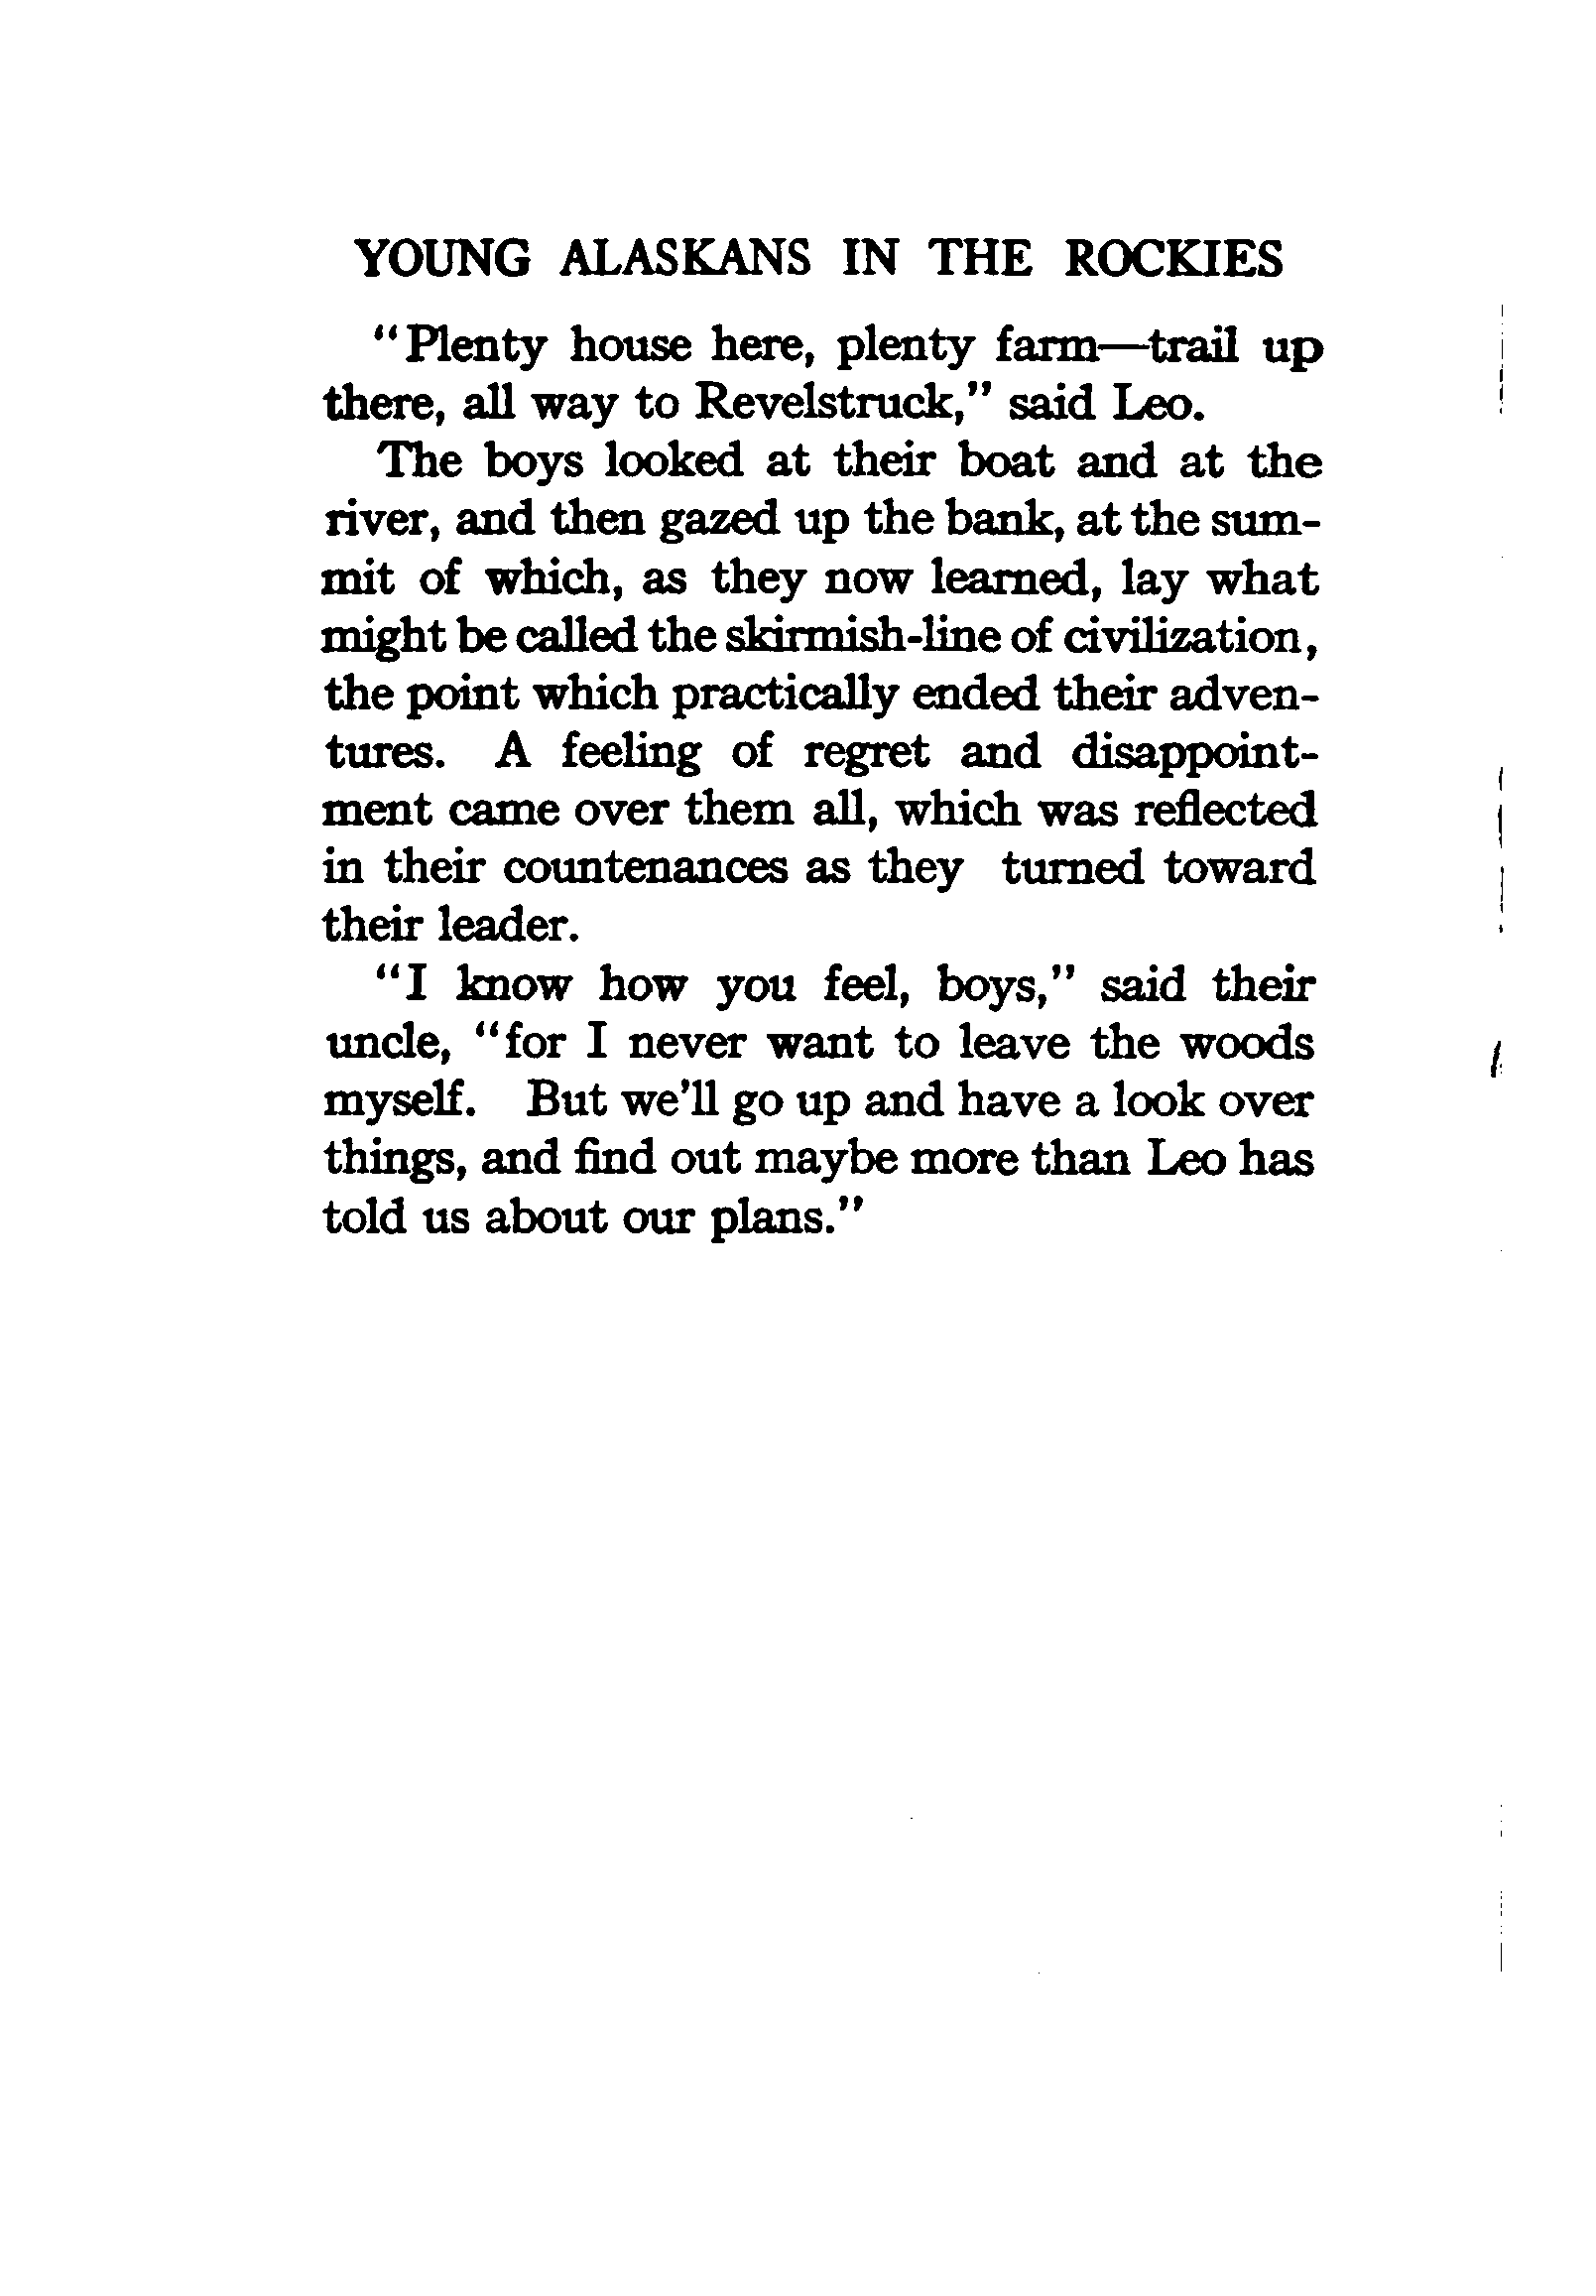 YOUNG ALASKANS IN THE ROCKIES
"Plenty house here, plenty farm—trail up
there, all way to Revelstruck," said Leo.
The boys looked at their boat and at the
river, and then gazed up the bank, at the sum-
mit of which, as they now learned, lay what
might be called the skirmish-line of civilization,
the point which practically ended their adven-
tures. A feeling of regret and disappoint-
ment came over them all, which was reflected
in their countenances as they turned toward
their leader.
"I know how you feel, boys," said their
uncle, "for I never want to leave the woods
myself. But we'll go up and have a look over
things, and find out maybe more than Leo has
told us about our plans."